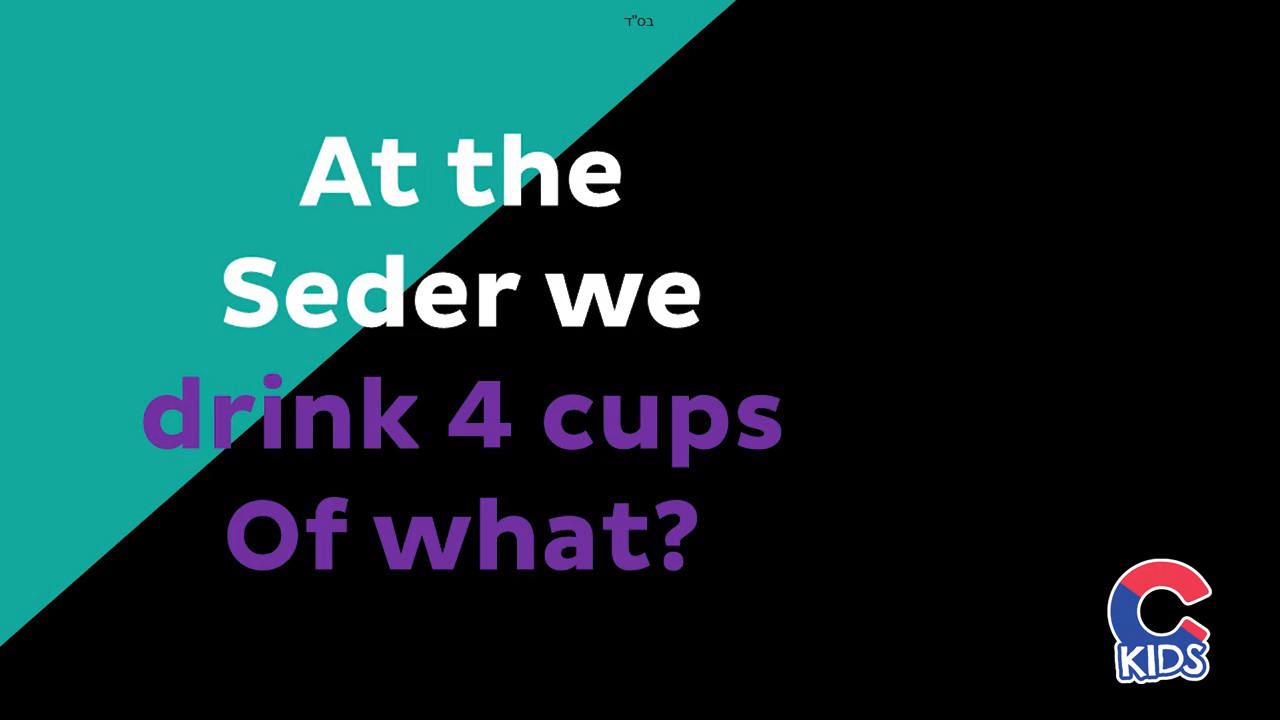 בס"ד
At the
Seder we
drink 4 cups
Of what?
C
KIDS